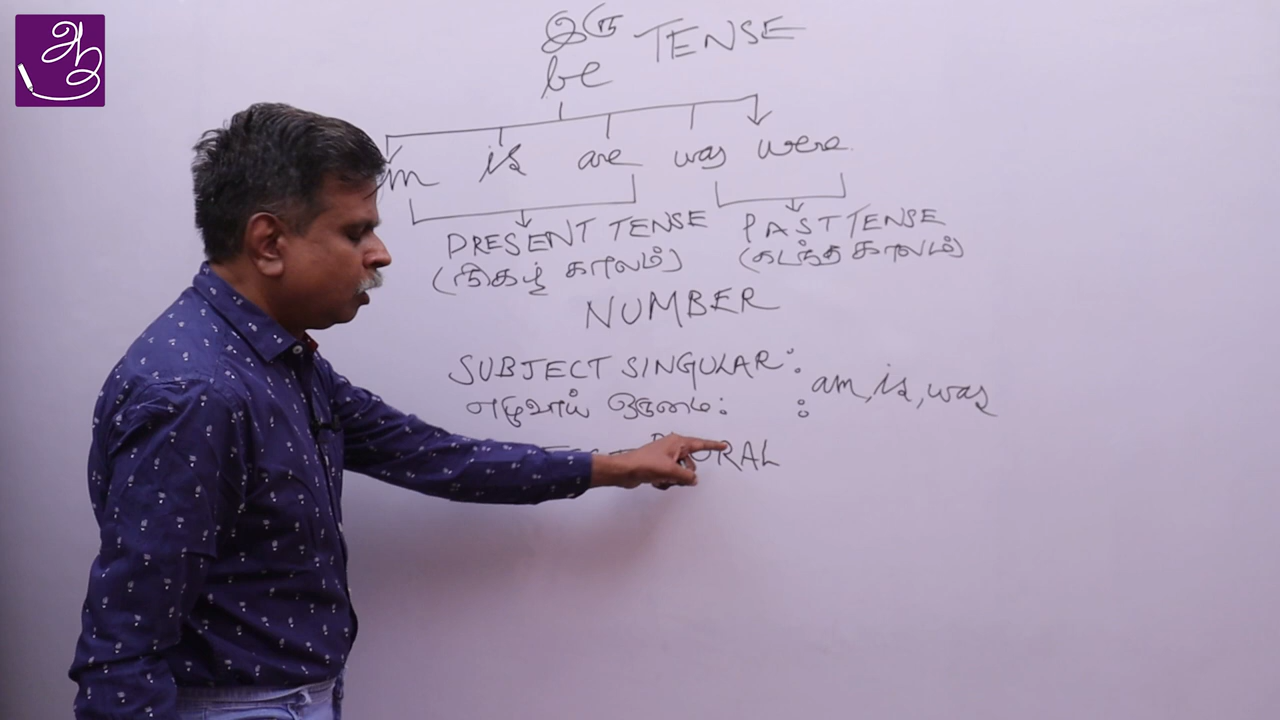 இரு TENSE
be
am is are was were
PRESENT TENSE PAST TENSE
(நிகழ் காலம்) (கடந்த காலம்)
NUMBER
SUBJECT SINGULAR :
எழுவாய் ஒருமை : : am, is, was